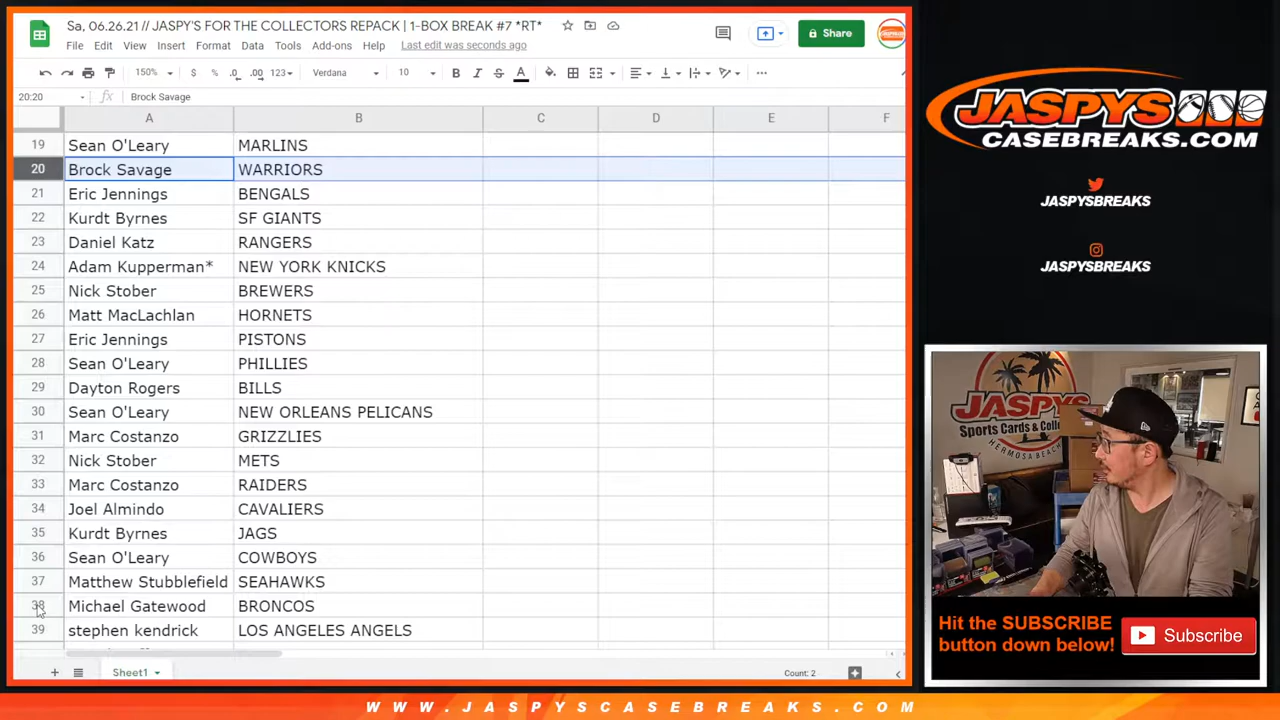 Sa, 06.26.21 // JASPY'S FOR THE COLLECTORS REPACK | 1-BOX BREAK #7 *RT*
File Edit View Insert Format Data Tools Add-ons Help Last edit was seconds ago
Share
150% $ % .0 .00 123 Verdana 10 B I S A
20:20 fx Brock Savage
A B C D E F
19 Sean O'Leary MARLINS
20 Brock Savage WARRIORS
21 Eric Jennings BENGALS
22 Kurdt Byrnes SF GIANTS
23 Daniel Katz RANGERS
24 Adam Kupperman* NEW YORK KNICKS
25 Nick Stober BREWERS
26 Matt MacLachlan HORNETS
27 Eric Jennings PISTONS
28 Sean O'Leary PHILLIES
29 Dayton Rogers BILLS
30 Sean O'Leary NEW ORLEANS PELICANS
31 Marc Costanzo GRIZZLIES
32 Nick Stober METS
33 Marc Costanzo RAIDERS
34 Joel Almindo CAVALIERS
35 Kurdt Byrnes JAGS
36 Sean O'Leary COWBOYS
37 Matthew Stubblefield SEAHAWKS
38 Michael Gatewood BRONCOS
39 stephen kendrick LOS ANGELES ANGELS
Sheet1
Count: 2
JASPYS
CASEBREAKS.COM
JASPYSBREAKS
JASPYSBREAKS
JASPYS
Sports Cards & Colle
HERMOSA BEACH
Hit the SUBSCRIBE
button down below!
Subscribe
WWW.JASPYSCASEBREAKS.COM